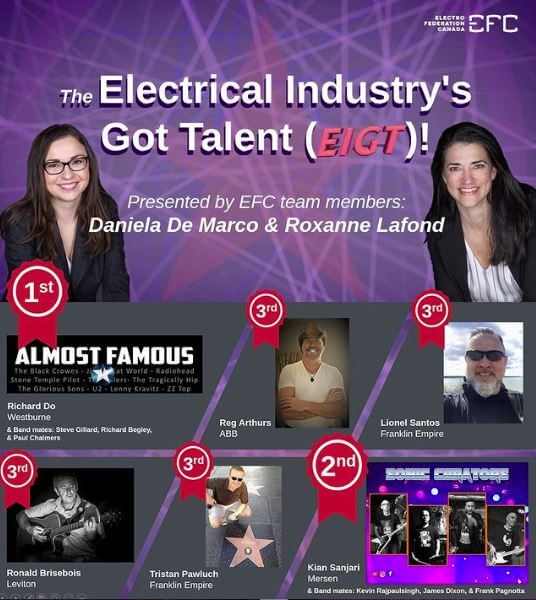 ELECTRO
FEDERATION
CANADA
EFC
The Electrical Industry's
Got Talent (EIGT)!
Presented by EFC team members:
Daniela De Marco & Roxanne Lafond
1st
ALMOST FAMOUS
The Black Crowes - World - Radiohead
Stone Temple Pilot - The Tragically Hip
The Glorious Sons - U2 - Lenny Kravitz - ZZ Top
Richard Do
Westburne
& Band mates: Steve Gillard, Richard Begley,
& Paul Chalmers
3rd
Reg Arthurs
ABB
3rd
Lionel Santos
Franklin Empire
3rd
Ronald Brisebois
Leviton
3rd
Tristan Pawluch
Franklin Empire
2nd
SONIC CURATORS
Kian Sanjari
Mersen
& Band mates: Kevin Rajpaulsingh, James Dixon, & Frank Pagnotta